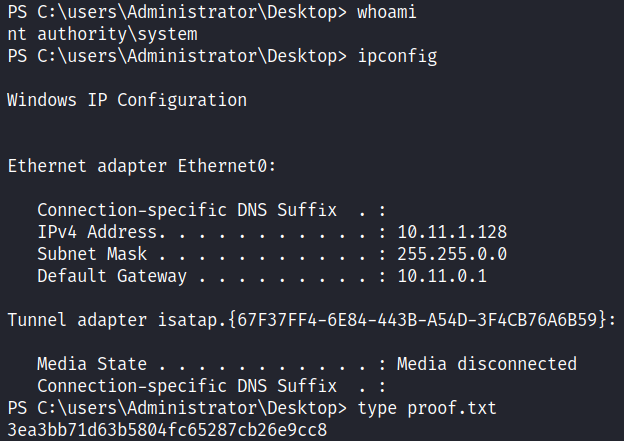 PS C:\users\Administrator\Desktop> whoami
nt authority\system
PS C:\users\Administrator\Desktop> ipconfig
Windows IP Configuration
Ethernet adapter Ethernet0:
   Connection-specific DNS Suffix  . :
   IPv4 Address. . . . . . . . . . . : 10.11.1.128
   Subnet Mask . . . . . . . . . . . : 255.255.0.0
   Default Gateway . . . . . . . . . : 10.11.0.1
Tunnel adapter isatap.{67F37FF4-6E84-443B-A54D-3F4CB76A6B59}:
   Media State . . . . . . . . . . . : Media disconnected
   Connection-specific DNS Suffix  . :
PS C:\users\Administrator\Desktop> type proof.txt
3ea3bb71d63b5804fc65287cb26e9cc8